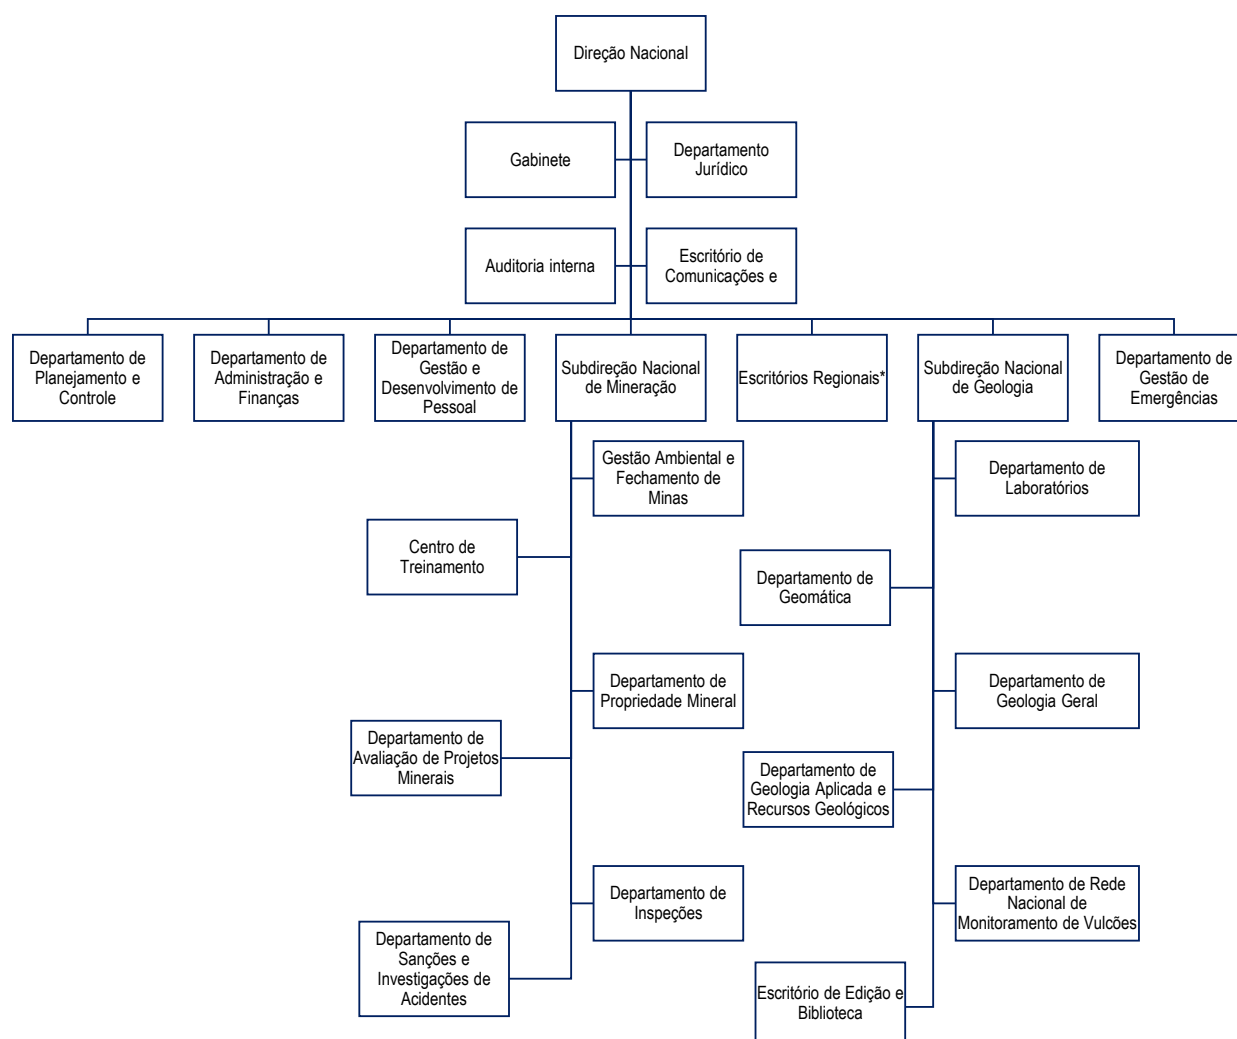 Direção Nacional
Gabinete
Departamento
Jurídico
Auditoria interna
Escritório de
Comunicações e
Departamento de
Planejamento e
Controle
Departamento de
Administração e
Finanças
Departamento de
Gestão e
Desenvolvimento de
Pessoal
Subdireção Nacional
de Mineração
Escritórios Regionais*
Subdireção Nacional
de Geologia
Departamento de
Gestão de
Emergências
Gestão Ambiental e
Fechamento de
Minas
Departamento de
Laboratórios
Centro de
Treinamento
Departamento de
Geomática
Departamento de
Propriedade Mineral
Departamento de
Geologia Geral
Departamento de
Avaliação de Projetos
Minerais
Departamento de
Geologia Aplicada e
Recursos Geológicos
Departamento de
Inspeções
Departamento de Rede
Nacional de
Monitoramento de Vulcões
Departamento de
Sanções e
Investigações de
Acidentes
Escritório de Edição e
Biblioteca